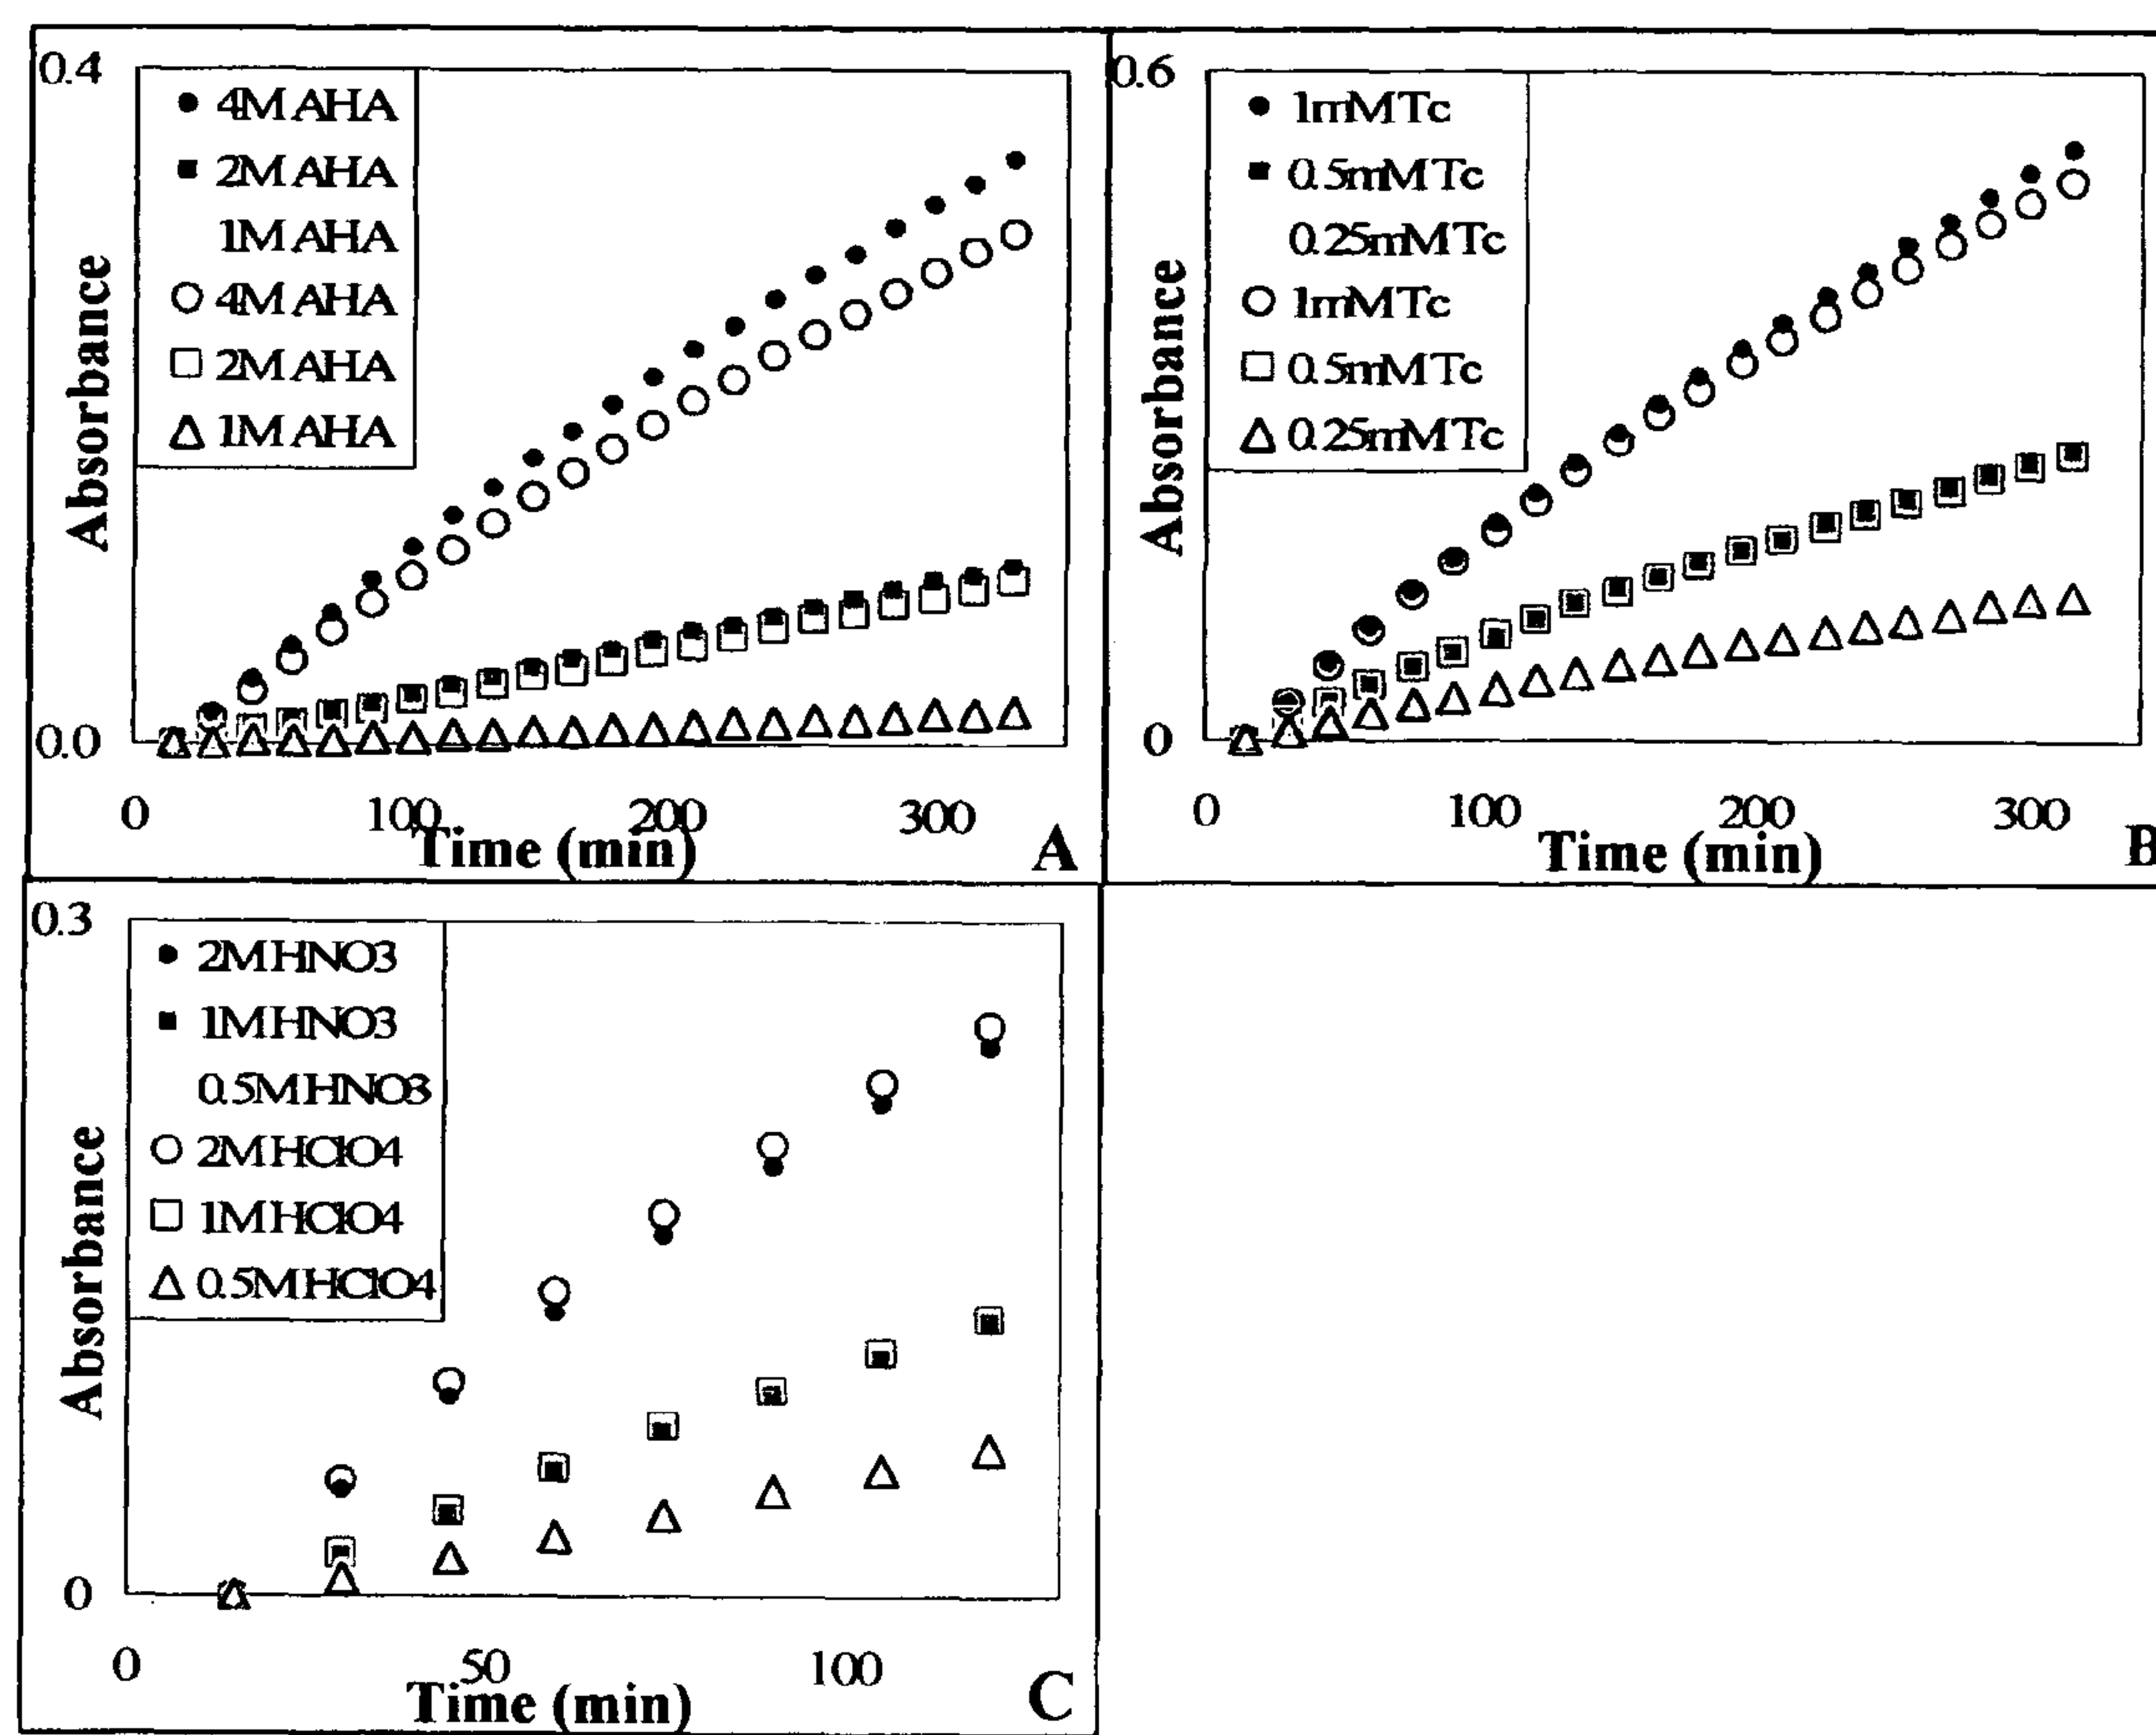 0.4
4M AHA
2M AHA
1M AHA
4M AHA
2M AHA
1M AHA
Absorbance
0.0
0
100
200
300
Time (min)
A
0.6
1mM Tc
0.5mM Tc
0.25mM Tc
1mM Tc
0.5mM Tc
0.25mM Tc
Absorbance
0
0
100
200
300
Time (min)
B
0.3
2M HNO3
1M HNO3
0.5M HNO3
2M HClO4
1M HClO4
0.5M HClO4
Absorbance
0
0
50
100
Time (min)
C